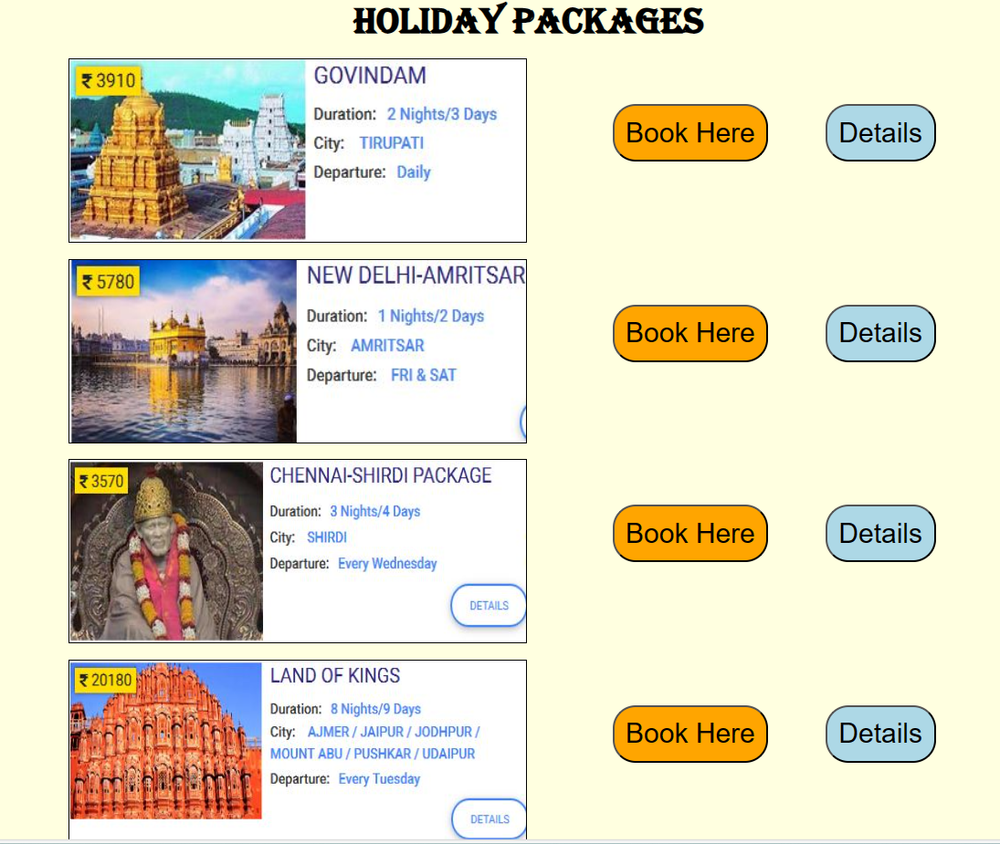 HOLIDAY PACKAGES
₹ 3910
GOVINDAM
Duration: 2 Nights/3 Days
City: TIRUPATI
Departure: Daily
Book Here
Details
₹ 5780
NEW DELHI-AMRITSAR
Duration: 1 Nights/2 Days
City: AMRITSAR
Departure: FRI & SAT
Book Here
Details
₹ 3570
CHENNAI-SHIRDI PACKAGE
Duration: 3 Nights/4 Days
City: SHIRDI
Departure: Every Wednesday
DETAILS
Book Here
Details
₹ 20180
LAND OF KINGS
Duration: 8 Nights/9 Days
City: AJMER / JAIPUR / JODHPUR /
MOUNT ABU / PUSHKAR / UDAIPUR
Departure: Every Tuesday
DETAILS
Book Here
Details